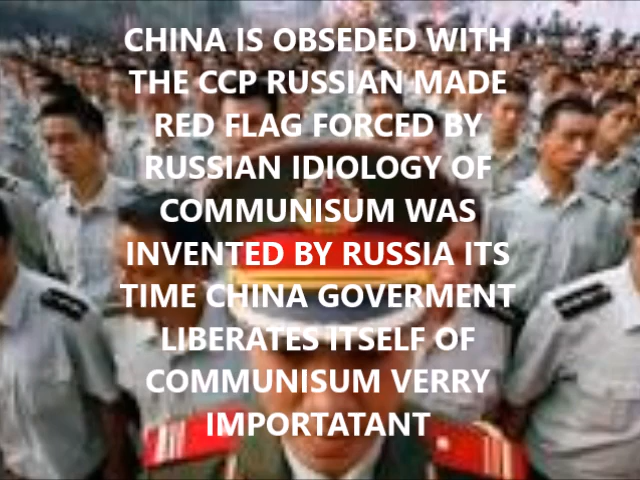 CHINA IS OBSEDED WITH
THE CCP RUSSIAN MADE
RED FLAG FORCED BY
RUSSIAN IDIOLOGY OF
COMMUNISUM WAS
INVENTED BY RUSSIA ITS
TIME CHINA GOVERMENT
LIBERATES ITSELF OF
COMMUNISUM VERRY
IMPORTATANT